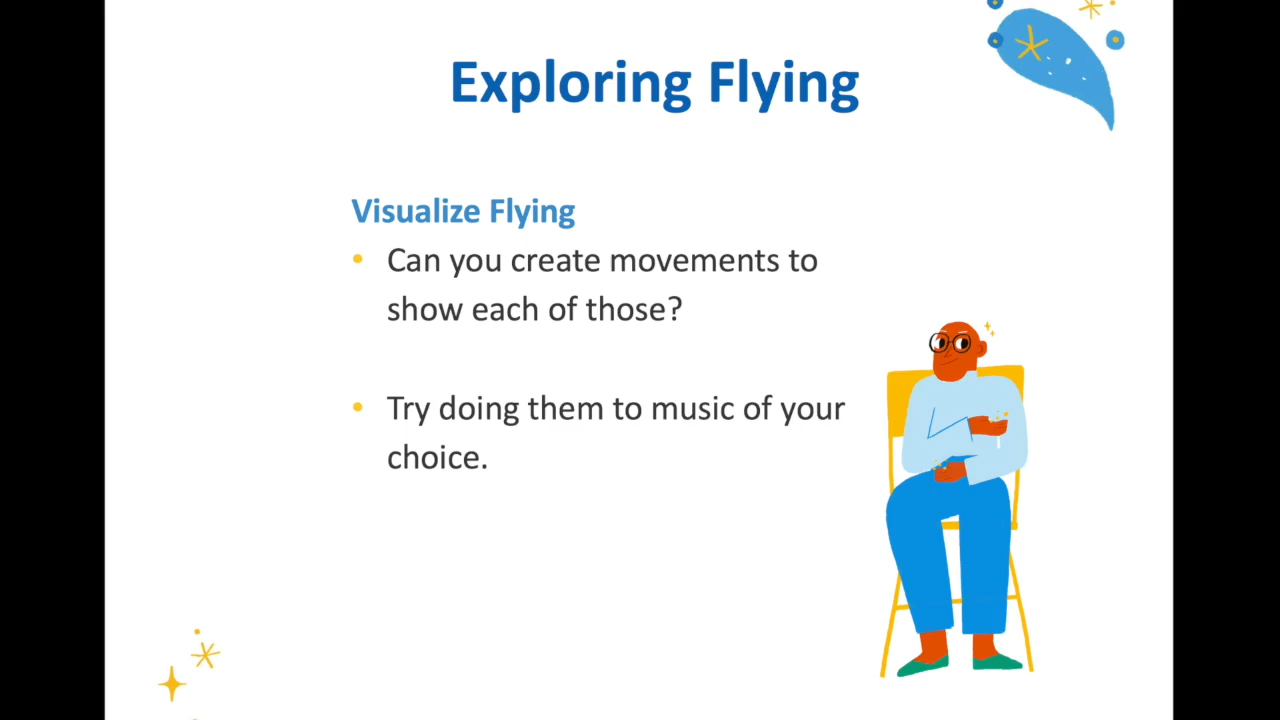 Exploring Flying
Visualize Flying
• Can you create movements to
show each of those?
• Try doing them to music of your
choice.